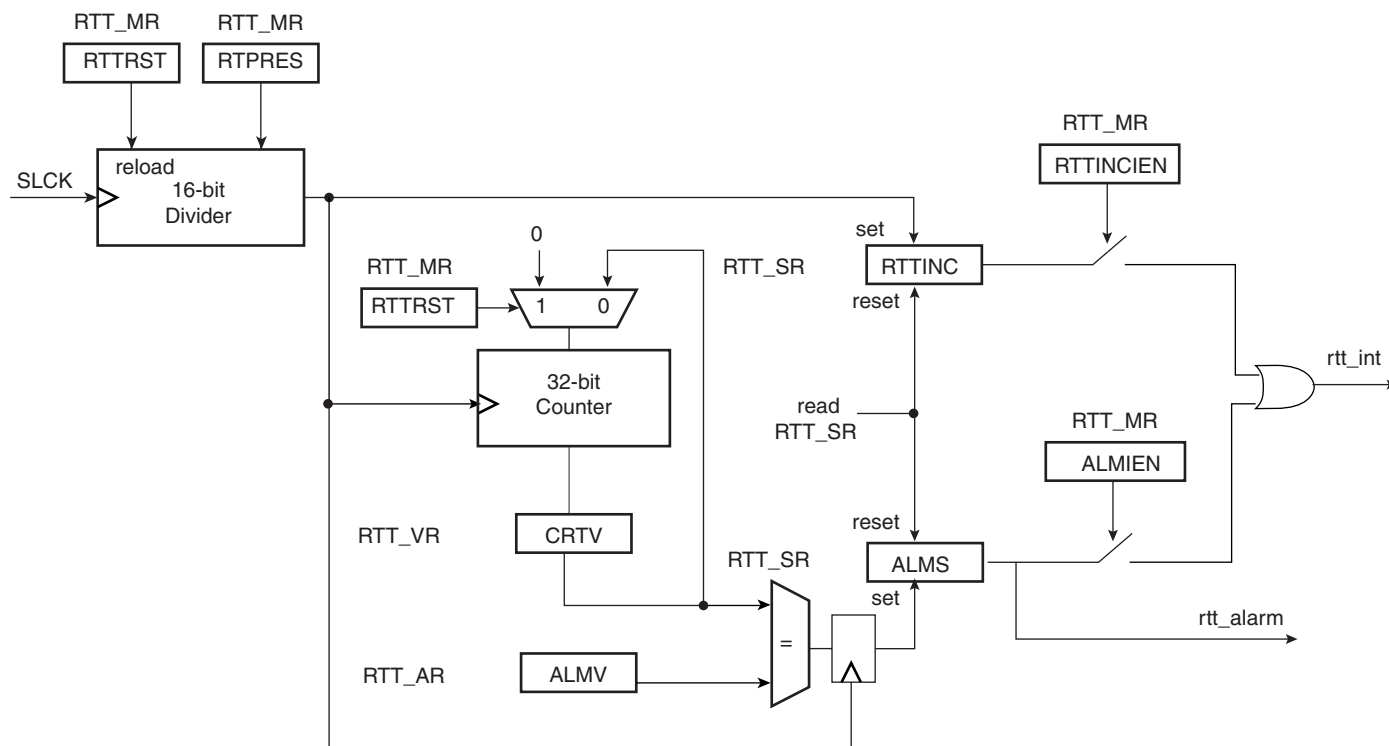 RTT_MR
RTT_MR
RTTRST
RTPRES
RTT_MR
reload
RTTINCIEN
SLCK
16-bit
Divider
set
0
RTT_MR
RTT_SR
RTTINC
RTTRST
1
0
reset
rtt_int
32-bit
Counter
read
RTT_SR
RTT_MR
ALMIEN
reset
RTT_VR
CRTV
RTT_SR
ALMS
set
rtt_alarm
=
RTT_AR
ALMV